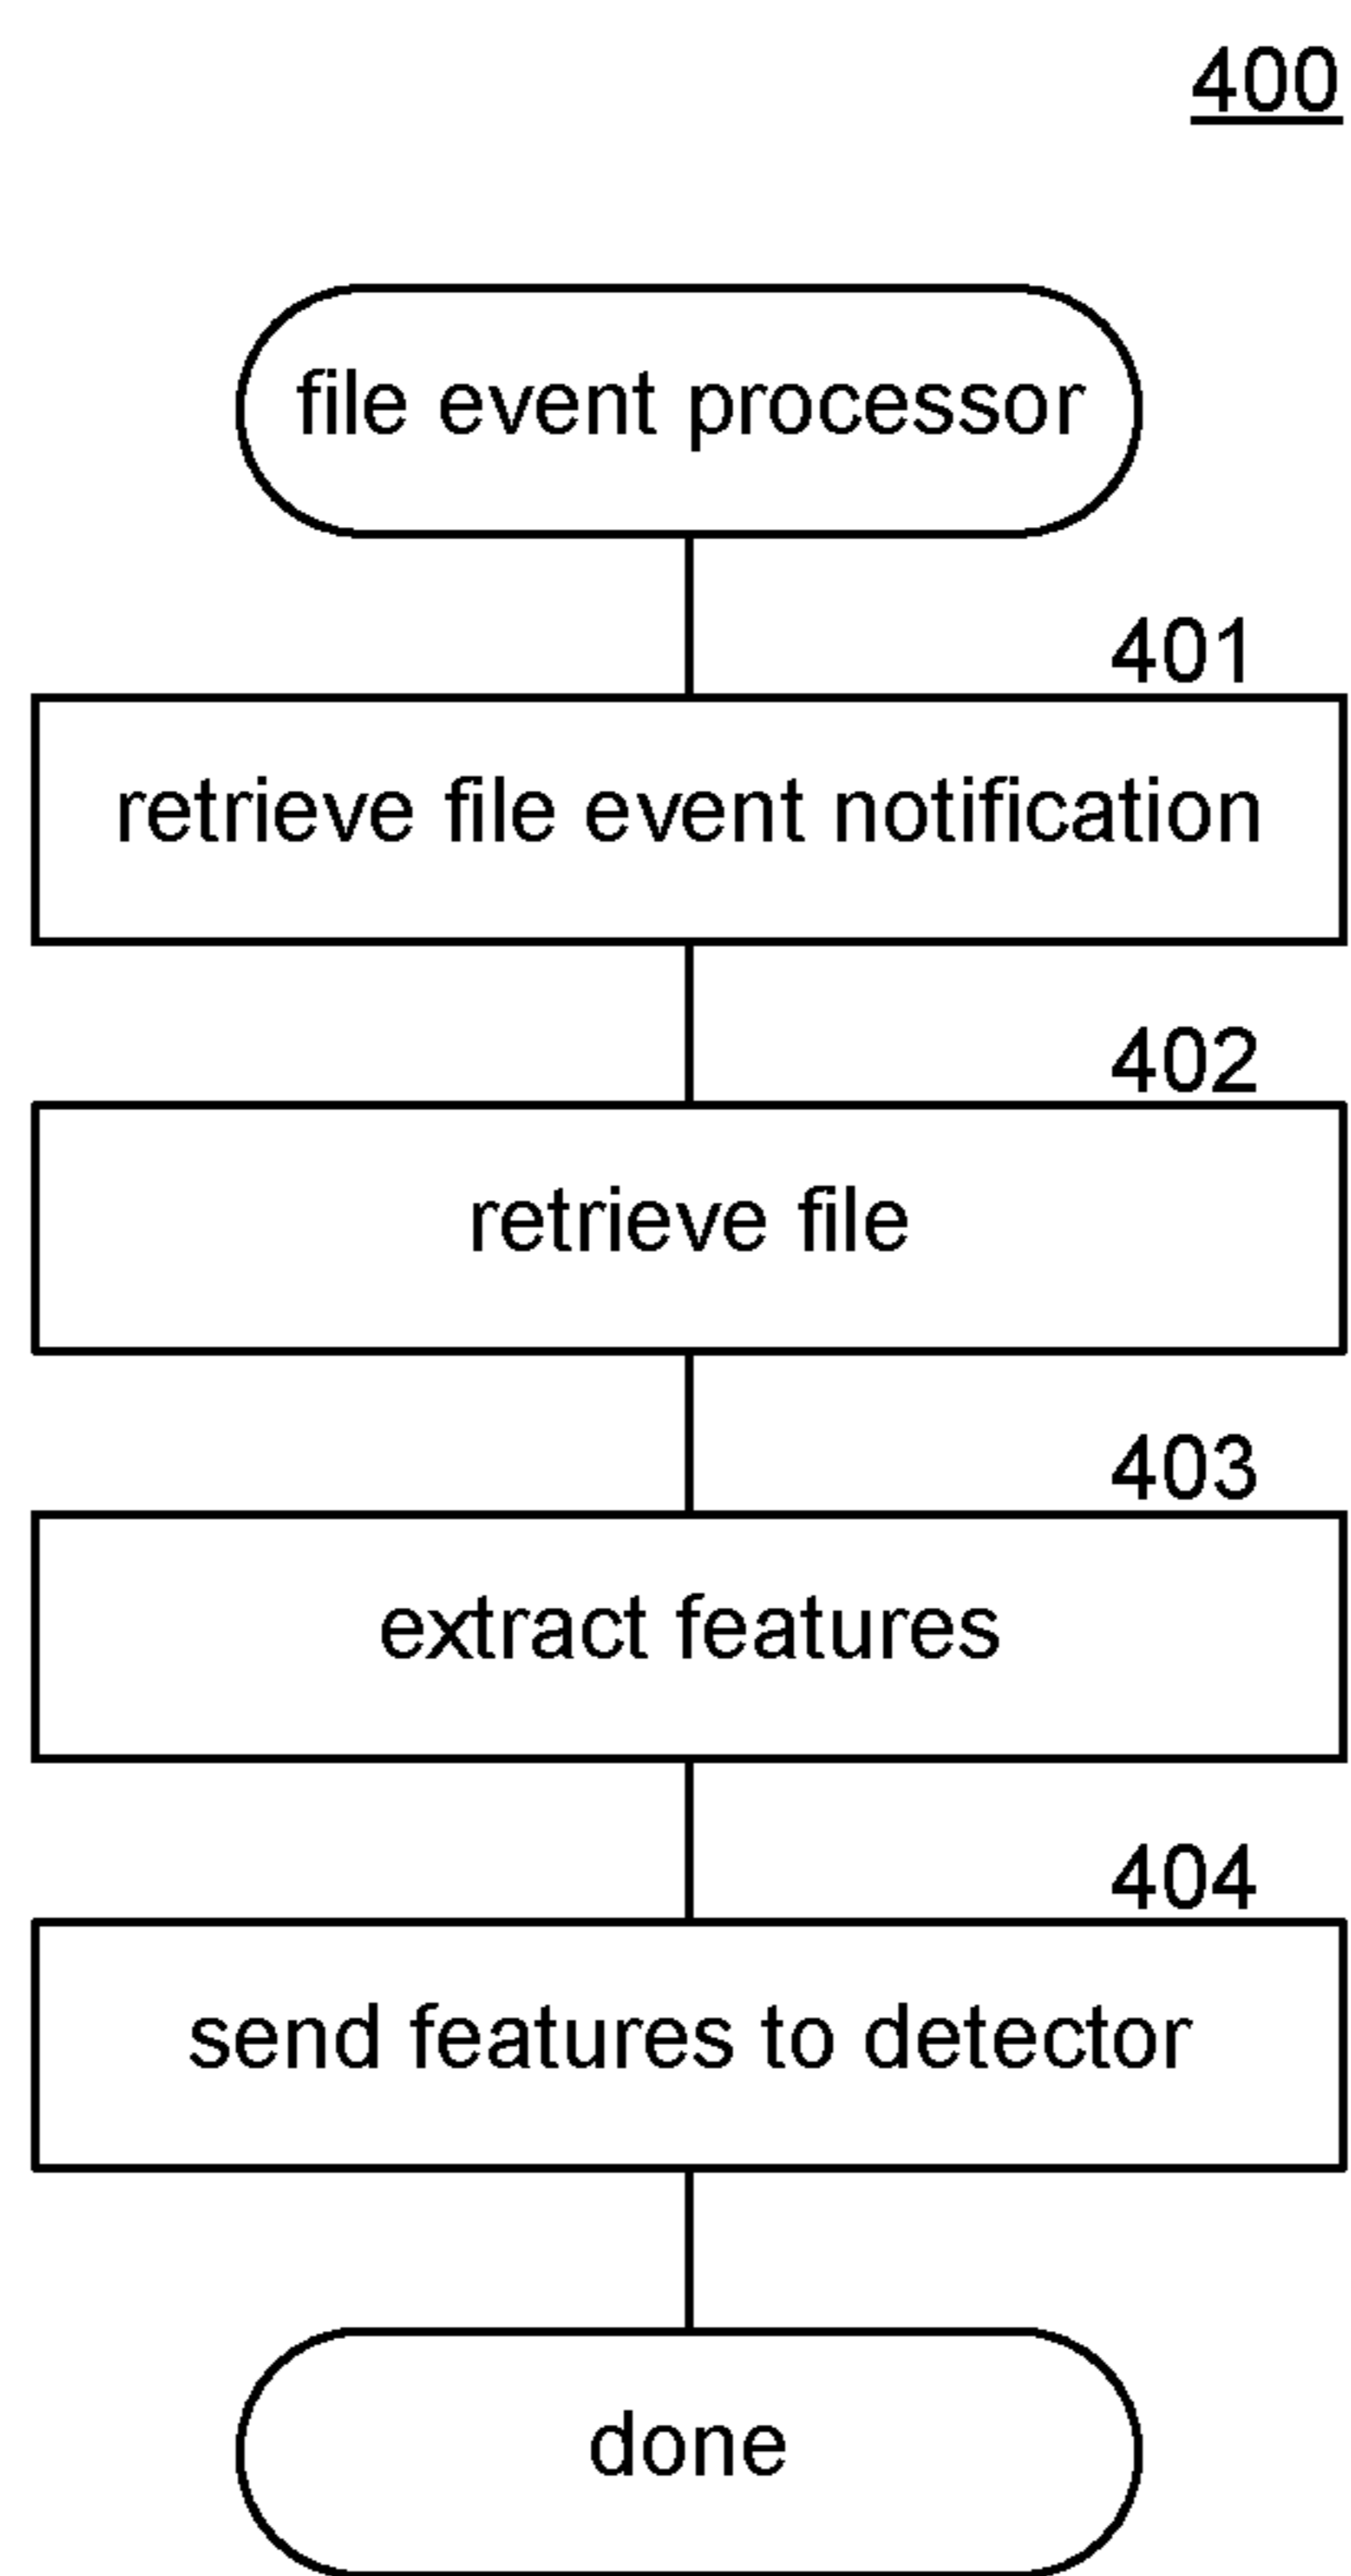 400
file event processor
401
retrieve file event notification
402
retrieve file
403
extract features
404
send features to detector
done